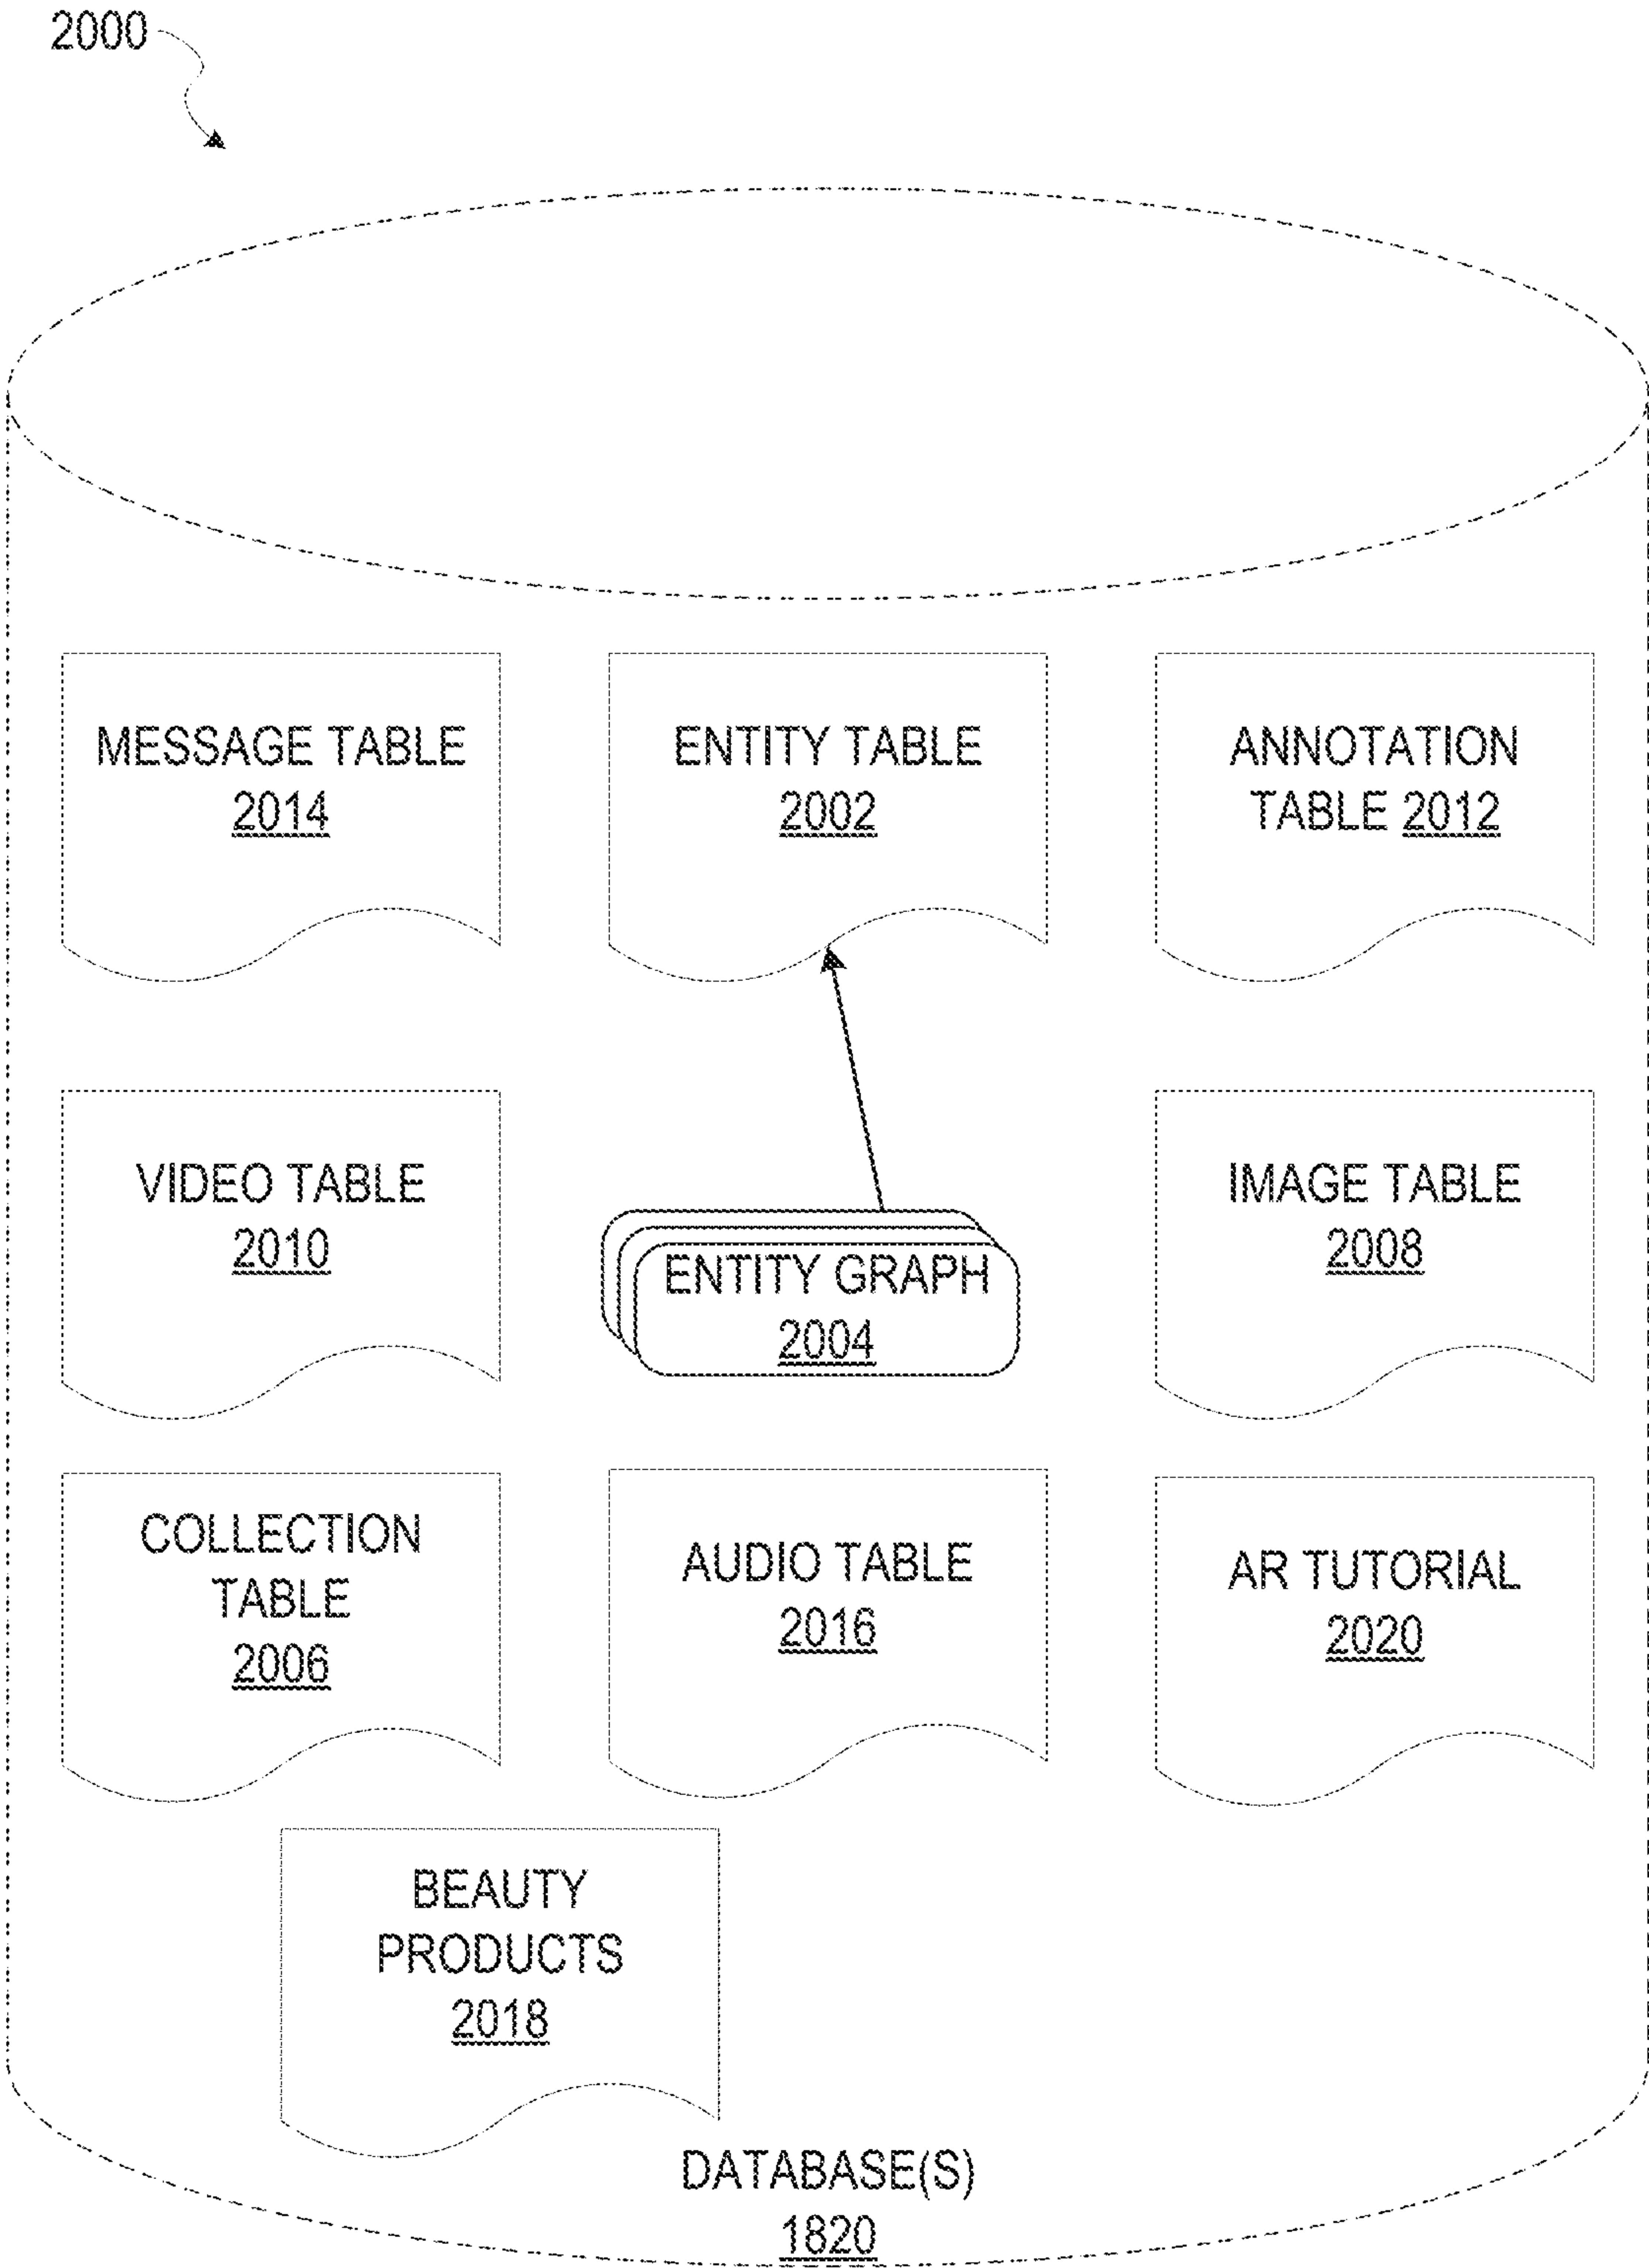 2000
MESSAGE TABLE
2014
ENTITY TABLE
2002
ANNOTATION
TABLE 2012
VIDEO TABLE
2010
ENTITY GRAPH
2004
IMAGE TABLE
2008
COLLECTION
TABLE
2006
AUDIO TABLE
2016
AR TUTORIAL
2020
BEAUTY
PRODUCTS
2018
DATABASE(S)
1820